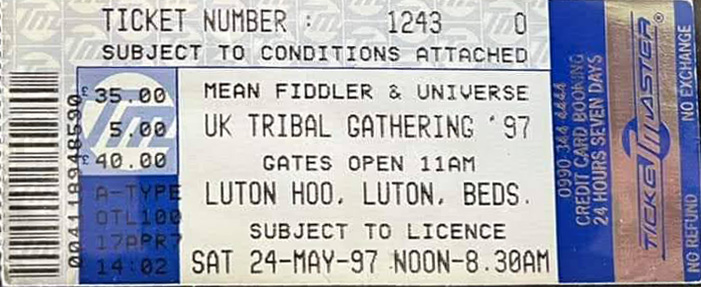 TICKET NUMBER : 1243 0
SUBJECT TO CONDITIONS ATTACHED
£ 35.00 MEAN FIDDLER & UNIVERSE
5.00 UK TRIBAL GATHERING '97
£ 40.00 GATES OPEN 11AM
A-TYPE LUTON HOO, LUTON, BEDS.
OTL100 SUBJECT TO LICENCE
17APR7
14:02 SAT 24-MAY-97 NOON-8.30AM
004118948590
0990 344 4444
CREDIT CARD BOOKING
24 HOURS SEVEN DAYS
TICKETMASTER
NO REFUND NO EXCHANGE